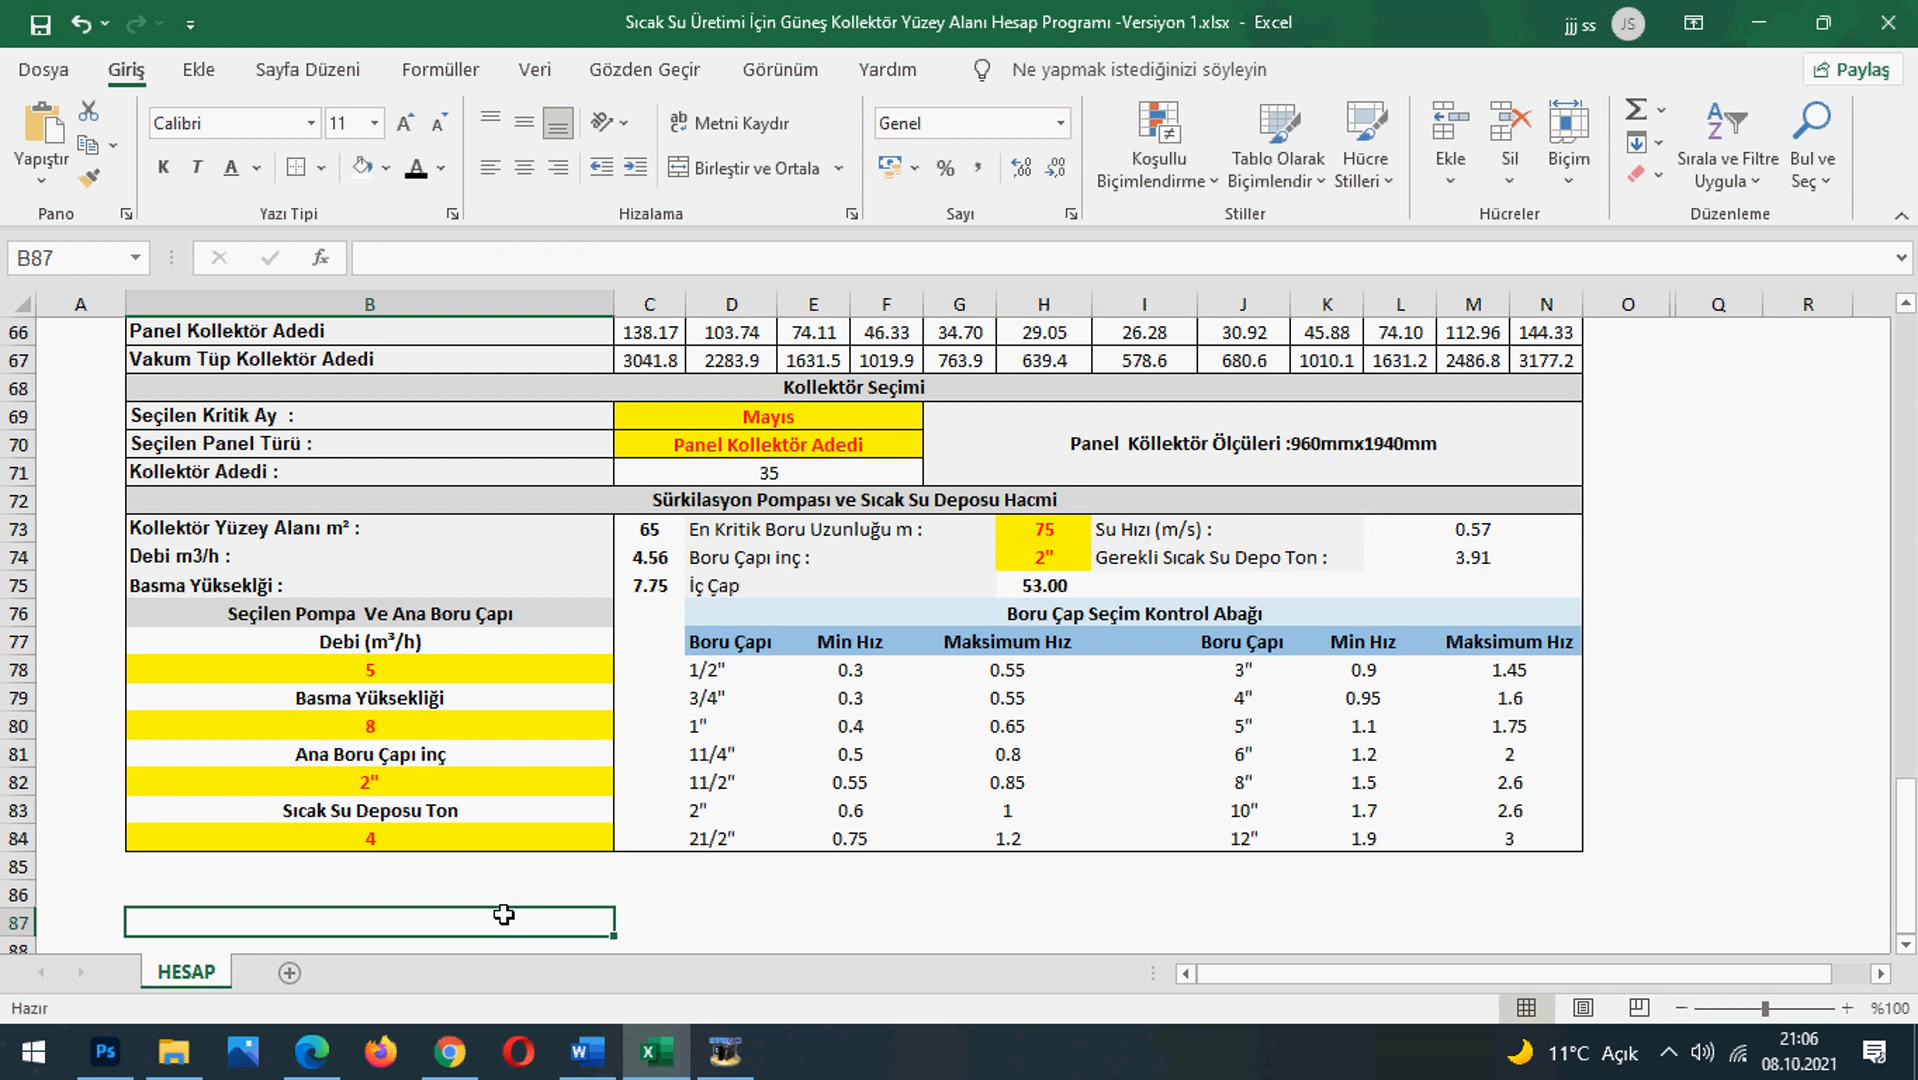 Sıcak Su Üretimi İçin Güneş Kollektör Yüzey Alanı Hesap Programı -Versiyon 1.xlsx - Excel
jjj ss JS
Dosya Giriş Ekle Sayfa Düzeni Formüller Veri Gözden Geçir Görünüm Yardım Ne yapmak istediğinizi söyleyin Paylaş
Calibri 11 Metni Kaydır Genel
Yapıştır K T A Birleştir ve Ortala % Koşullu Biçimlendirme Tablo Olarak Biçimlendir Hücre Stilleri Ekle Sil Biçim Sırala ve Filtre Uygula Bul ve Seç
Pano Yazı Tipi Hizalama Sayı Stiller Hücreler Düzenleme
B87 fx
A B C D E F G H I J K L M N O Q R
66 Panel Kollektör Adedi 138.17 103.74 74.11 46.33 34.70 29.05 26.28 30.92 45.88 74.10 112.96 144.33
67 Vakum Tüp Kollektör Adedi 3041.8 2283.9 1631.5 1019.9 763.9 639.4 578.6 680.6 1010.1 1631.2 2486.8 3177.2
68 Kollektör Seçimi
69 Seçilen Kritik Ay : Mayıs
70 Seçilen Panel Türü : Panel Kollektör Adedi Panel Köllektör Ölçüleri :960mmx1940mm
71 Kollektör Adedi : 35
72 Sürkilasyon Pompası ve Sıcak Su Deposu Hacmi
73 Kollektör Yüzey Alanı m² : 65 En Kritik Boru Uzunluğu m : 75 Su Hızı (m/s) : 0.57
74 Debi m3/h : 4.56 Boru Çapı inç : 2" Gerekli Sıcak Su Depo Ton : 3.91
75 Basma Yüksekİği : 7.75 İç Çap 53.00
76 Seçilen Pompa Ve Ana Boru Çapı Boru Çap Seçim Kontrol Abağı
77 Debi (m³/h) Boru Çapı Min Hız Maksimum Hız Boru Çapı Min Hız Maksimum Hız
78 5 1/2" 0.3 0.55 3" 0.9 1.45
79 Basma Yüksekliği 3/4" 0.3 0.55 4" 0.95 1.6
80 8 1" 0.4 0.65 5" 1.1 1.75
81 Ana Boru Çapı inç 11/4" 0.5 0.8 6" 1.2 2
82 2" 11/2" 0.55 0.85 8" 1.5 2.6
83 Sıcak Su Deposu Ton 2" 0.6 1 10" 1.7 2.6
84 4 21/2" 0.75 1.2 12" 1.9 3
85
86
87
88
HESAP
Hazır %100
Ps 11°C Açık 21:06
08.10.2021